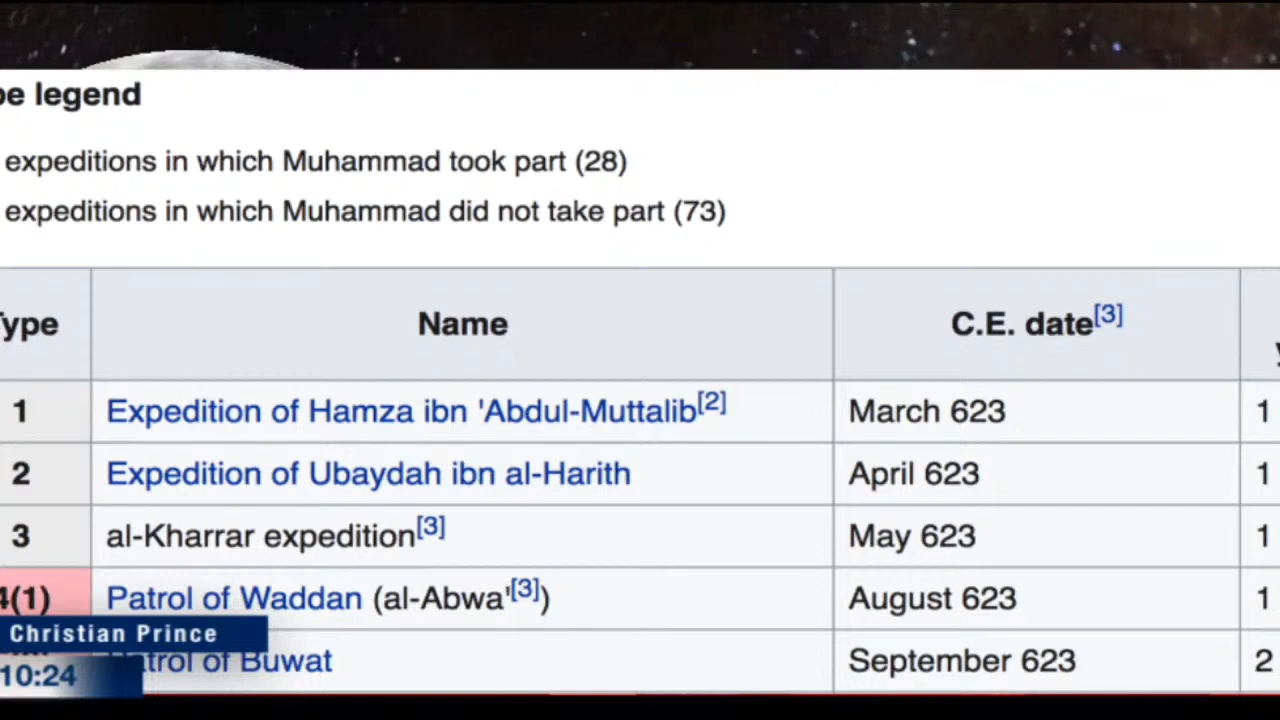 be legend
expeditions in which Muhammad took part (28)
expeditions in which Muhammad did not take part (73)
Type Name C.E. date[3]
1 Expedition of Hamza ibn 'Abdul-Muttalib[2] March 623 1
2 Expedition of Ubaydah ibn al-Harith April 623 1
3 al-Kharrar expedition[3] May 623 1
4(1) Patrol of Waddan (al-Abwa'[3]) August 623 1
Christian Prince
Patrol of Buwat September 623 2
10:24